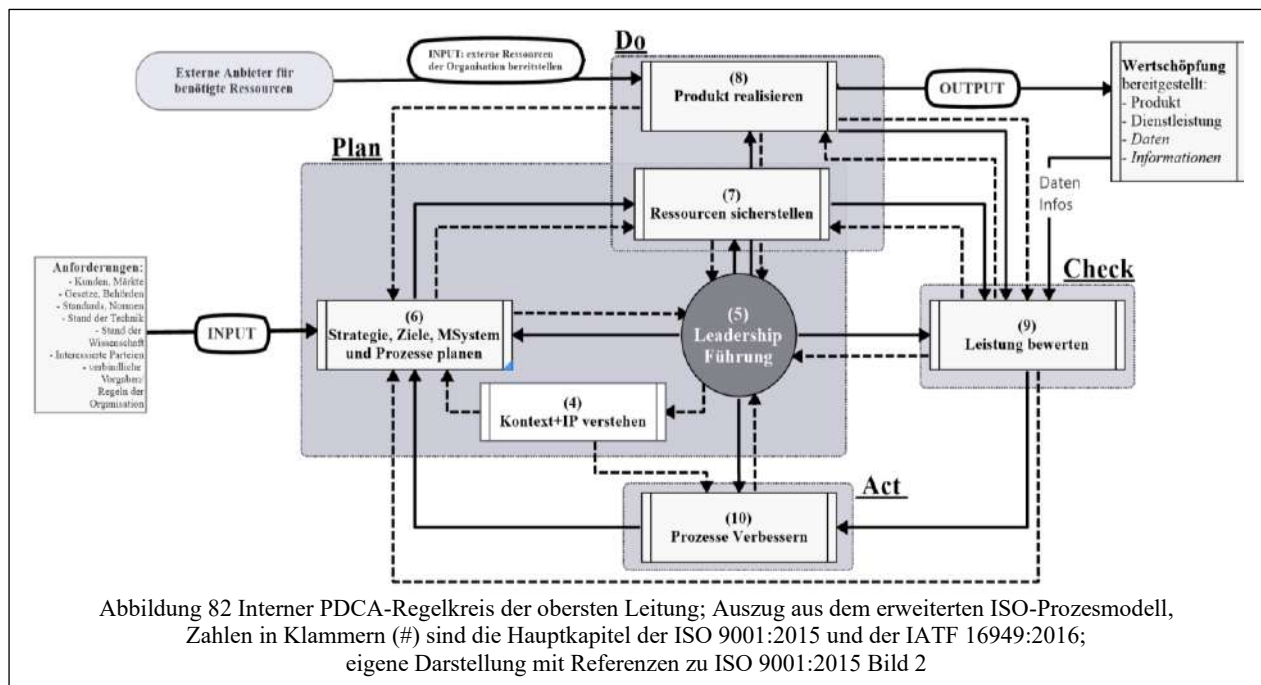 Do
INPUT: externe Ressourcen
der Organisation bereitstellen
Externe Anbieter für
benötigte Ressourcen
(8)
Produkt realisieren
OUTPUT
Wertschöpfung
bereitgestellt:
- Produkt
- Dienstleistung
- Daten
- Informationen
Plan
(7)
Ressourcen sicherstellen
Daten
Infos
Check
Anforderungen:
- Kunden, Märkte
- Gesetze, Behörden
- Standards, Normen
- Stand der Technik
- Stand der
Wissenschaft
- Interessierte Parteien
- verbindliche
Vorgaben/
Regeln der
Organisation
INPUT
(6)
Strategie, Ziele, MSystem
und Prozesse planen
(5)
Leadership
Führung
(9)
Leistung bewerten
(4)
Kontext+IP verstehen
Act
(10)
Prozesse Verbessern
Abbildung 82 Interner PDCA-Regelkreis der obersten Leitung; Auszug aus dem erweiterten ISO-Prozesmodell,
Zahlen in Klammern (#) sind die Hauptkapitel der ISO 9001:2015 und der IATF 16949:2016;
eigene Darstellung mit Referenzen zu ISO 9001:2015 Bild 2